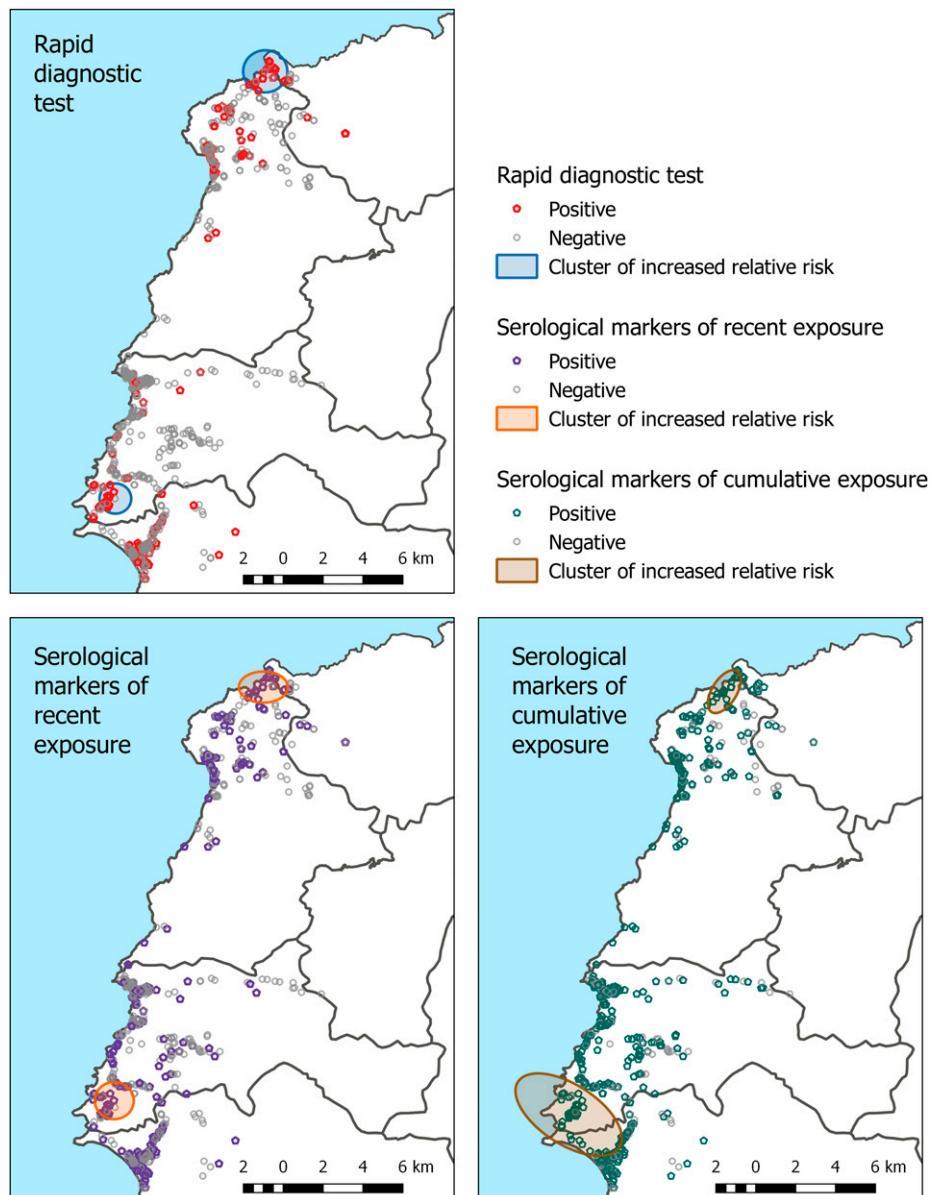 Rapid
diagnostic
test
2 0 2 4 6 km
Rapid diagnostic test
Positive
Negative
Cluster of increased relative risk
Serological markers of recent exposure
Positive
Negative
Cluster of increased relative risk
Serological markers of cumulative exposure
Positive
Negative
Cluster of increased relative risk
Serological
markers of
recent
exposure
2 0 2 4 6 km
Serological
markers of
cumulative
exposure
2 0 2 4 6 km